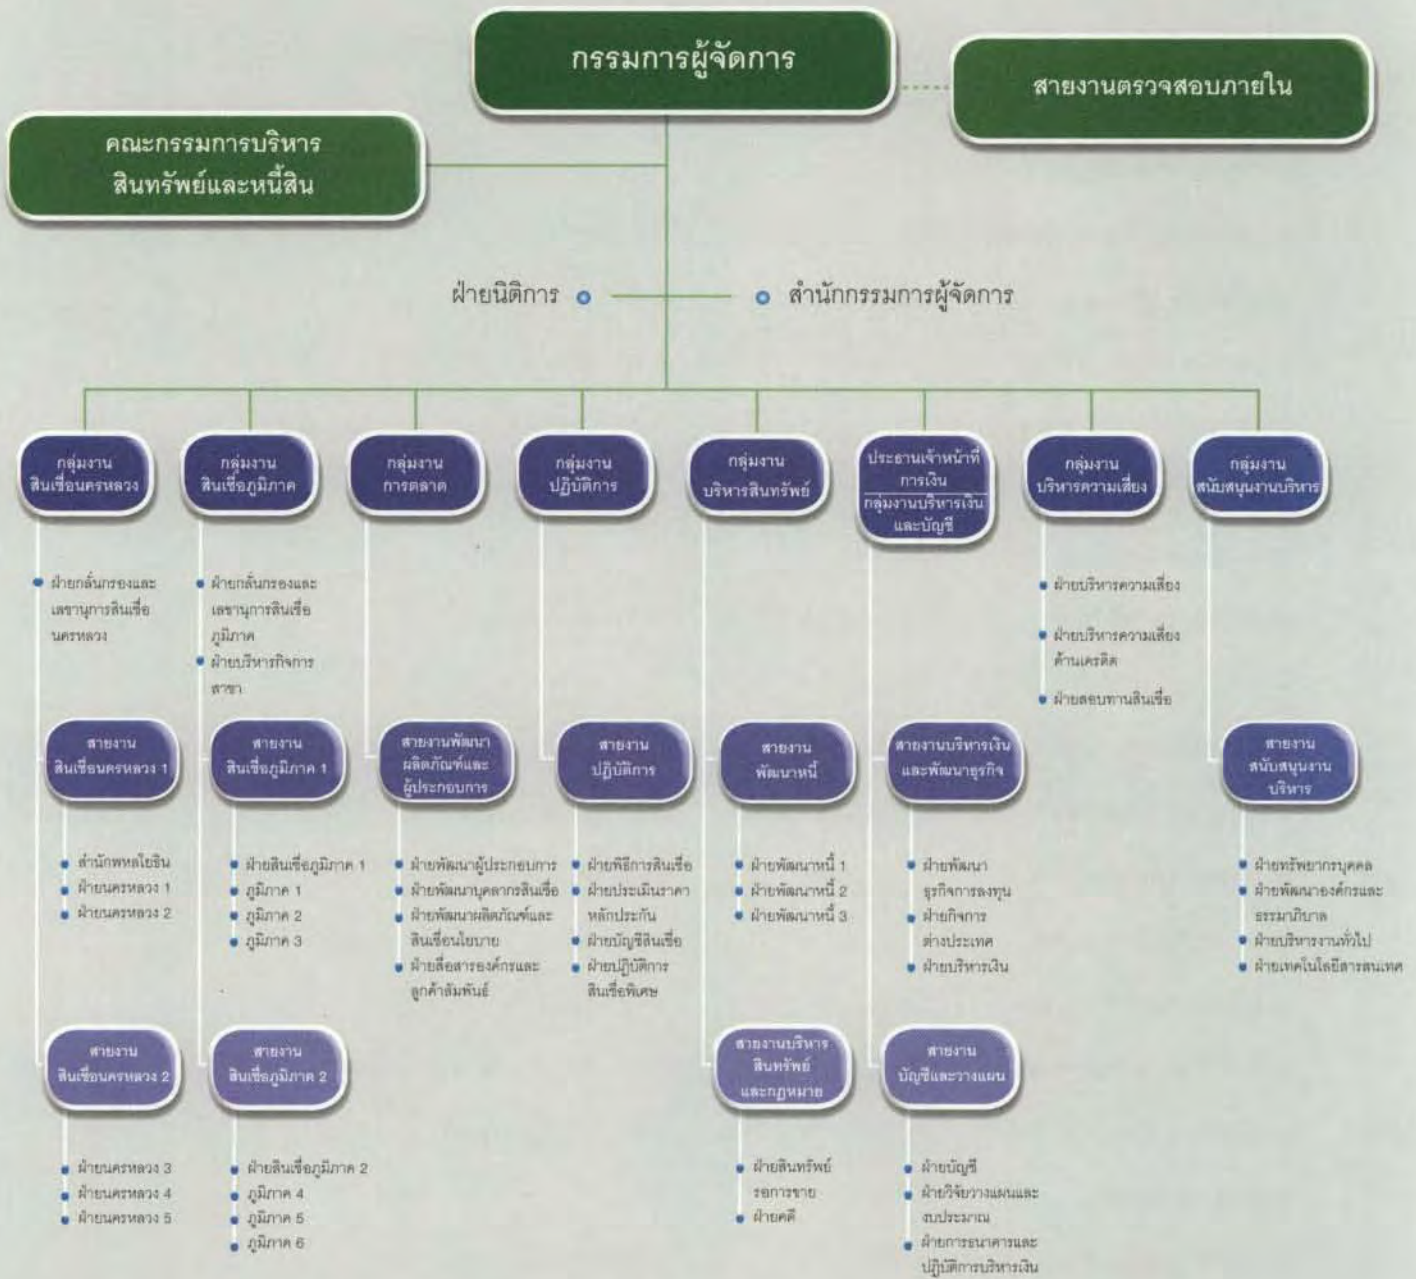 กรรมการผู้จัดการ
สายงานตรวจสอบภายใน
คณะกรรมการบริหาร
สินทรัพย์และหนี้สิน
ฝ่ายนิติการ
สำนักกรรมการผู้จัดการ
กลุ่มงาน
สินเชื่อนครหลวง
กลุ่มงาน
สินเชื่อภูมิภาค
กลุ่มงาน
การตลาด
กลุ่มงาน
ปฏิบัติการ
กลุ่มงาน
บริหารสินทรัพย์
ประธานเจ้าหน้าที่
การเงิน
กลุ่มงานบริหารเงิน
และบัญชี
กลุ่มงาน
บริหารความเสี่ยง
กลุ่มงาน
สนับสนุนงานบริหาร
ฝ่ายกลั่นกรองและ
เลขานุการสินเชื่อ
นครหลวง
ฝ่ายกลั่นกรองและ
เลขานุการสินเชื่อ
ภูมิภาค
ฝ่ายบริหารกิจการ
สาขา
ฝ่ายบริหารความเสี่ยง
ฝ่ายบริหารความเสี่ยง
ด้านเครดิต
ฝ่ายสอบทานสินเชื่อ
สายงาน
สินเชื่อนครหลวง 1
สายงาน
สินเชื่อภูมิภาค 1
สายงานพัฒนา
ผลิตภัณฑ์และ
ผู้ประกอบการ
สายงาน
ปฏิบัติการ
สายงาน
พัฒนาหนี้
สายงานบริหารเงิน
และพัฒนาธุรกิจ
สายงาน
สนับสนุนงาน
บริหาร
สำนักพหลโยธิน
ฝ่ายนครหลวง 1
ฝ่ายนครหลวง 2
ฝ่ายสินเชื่อภูมิภาค 1
ภูมิภาค 1
ภูมิภาค 2
ภูมิภาค 3
ฝ่ายพัฒนาผู้ประกอบการ
ฝ่ายพัฒนาบุคลากรสินเชื่อ
ฝ่ายพัฒนาผลิตภัณฑ์และ
สินเชื่อนโยบาย
ฝ่ายสื่อสารองค์กรและ
ลูกค้าสัมพันธ์
ฝ่ายพิธีการสินเชื่อ
ฝ่ายประเมินราคา
หลักประกัน
ฝ่ายบัญชีสินเชื่อ
ฝ่ายปฏิบัติการ
สินเชื่อพิเศษ
ฝ่ายพัฒนาหนี้ 1
ฝ่ายพัฒนาหนี้ 2
ฝ่ายพัฒนาหนี้ 3
ฝ่ายพัฒนา
ธุรกิจการลงทุน
ฝ่ายกิจการ
ต่างประเทศ
ฝ่ายบริหารเงิน
ฝ่ายทรัพยากรบุคคล
ฝ่ายพัฒนาองค์กรและ
ธรรมาภิบาล
ฝ่ายบริหารงานทั่วไป
ฝ่ายเทคโนโลยีสารสนเทศ
สายงาน
สินเชื่อนครหลวง 2
สายงาน
สินเชื่อภูมิภาค 2
สายงานบริหาร
สินทรัพย์
และกฎหมาย
สายงาน
บัญชีและวางแผน
ฝ่ายนครหลวง 3
ฝ่ายนครหลวง 4
ฝ่ายนครหลวง 5
ฝ่ายสินเชื่อภูมิภาค 2
ภูมิภาค 4
ภูมิภาค 5
ภูมิภาค 6
ฝ่ายสินทรัพย์
รอการขาย
ฝ่ายคดี
ฝ่ายบัญชี
ฝ่ายวิจัยวางแผนและ
งบประมาณ
ฝ่ายการธนาคารและ
ปฏิบัติการบริหารเงิน